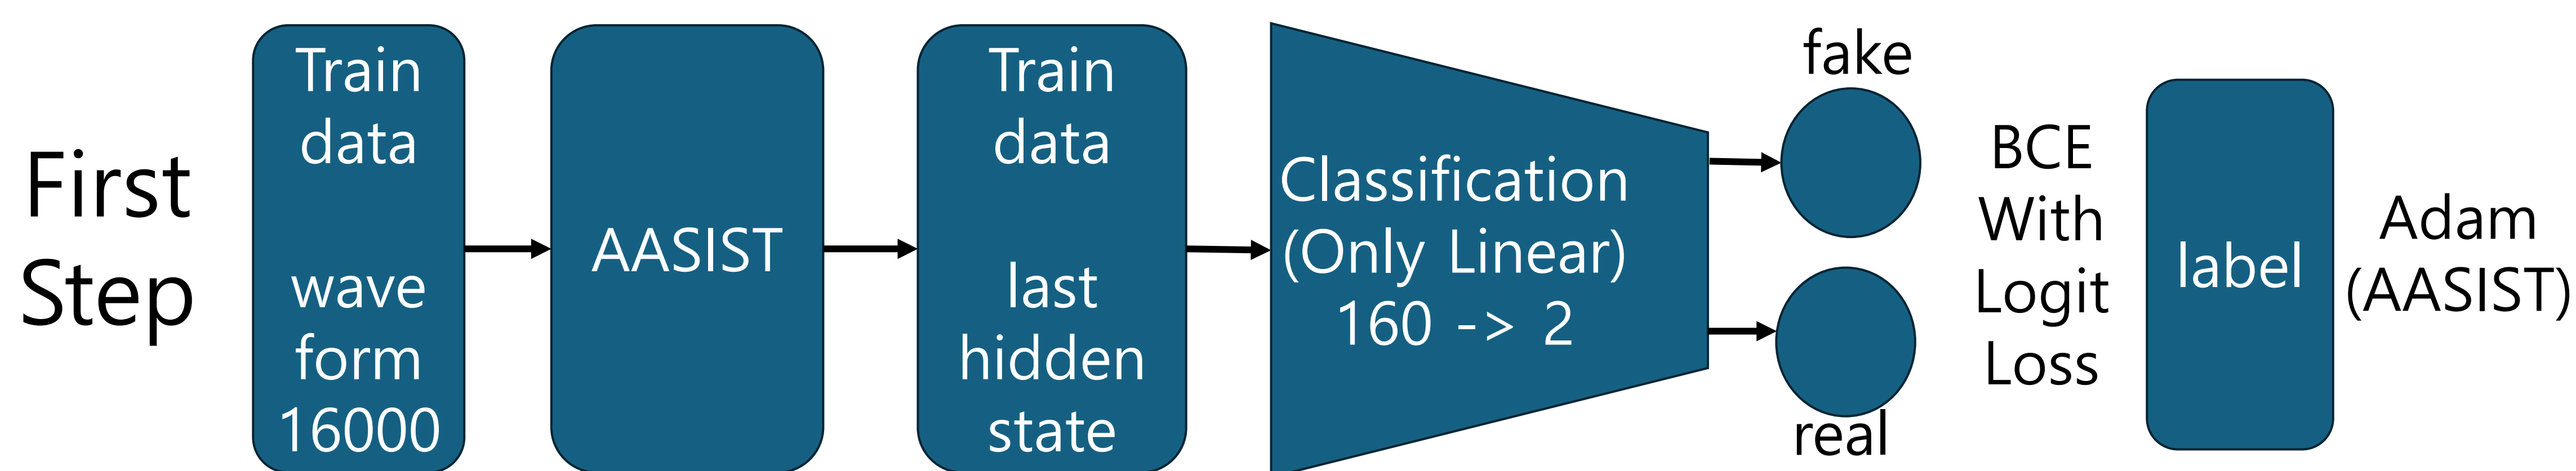 First
Step
Train
data
wave
form
16000
AASIST
Train
data
last
hidden
state
Classification
(Only Linear)
160 -> 2
fake
real
BCE
With
Logit
Loss
label
Adam
(AASIST)